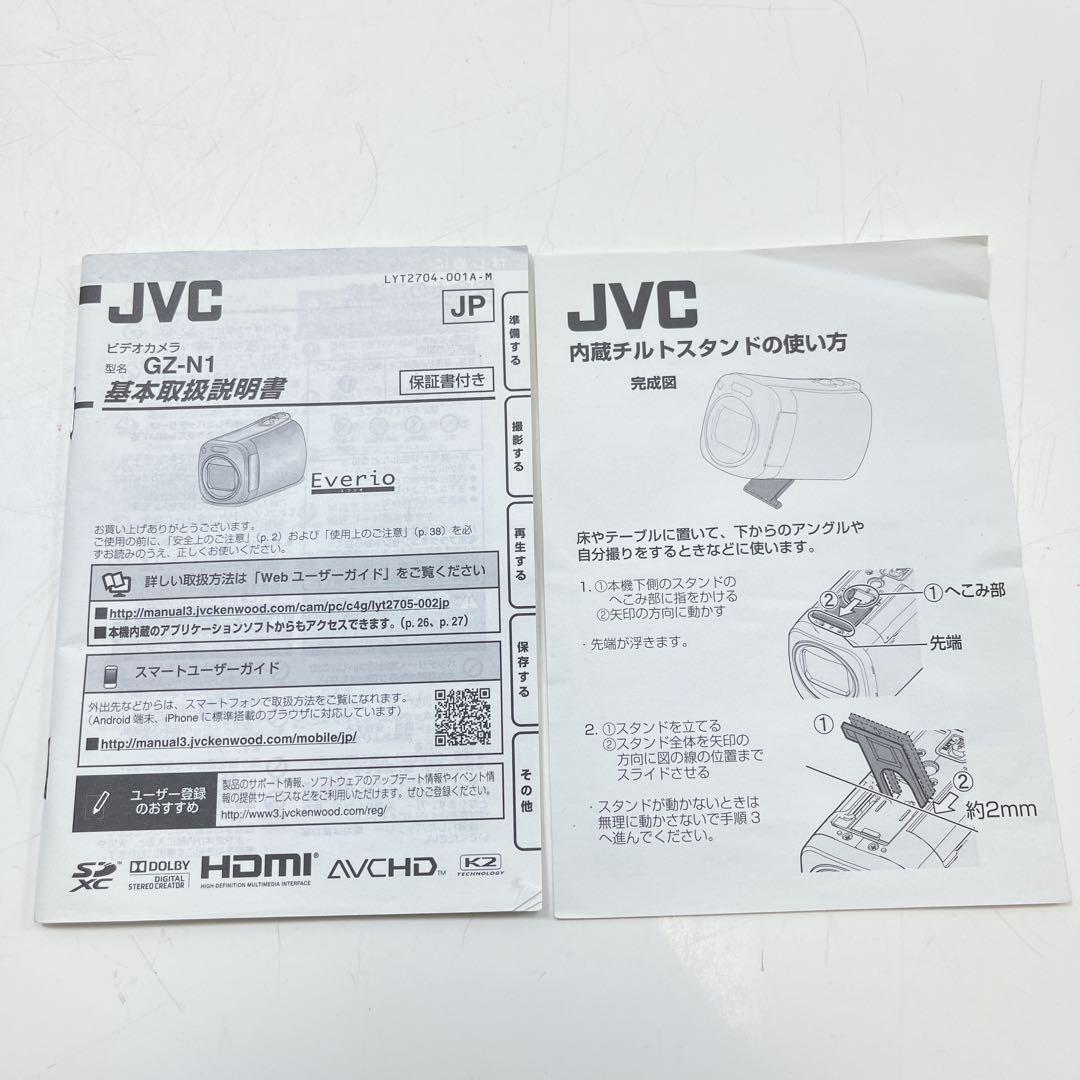 LYT2704-001A-M
JVC
JP
ビデオカメラ
型名 GZ-N1
基本取扱説明書
保証書付き
Everio
エブリオ
お買い上げありがとうございます。
ご使用の前に、「安全上のご注意」(p. 2) および「使用上のご注意」(p. 38) を必
ずお読みのうえ、正しくお使いください。
詳しい取扱方法は「Web ユーザーガイド」をご覧ください
■http://manual3.jvckenwood.com/cam/pc/c4g/lyt2705-002jp
■本機内蔵のアプリケーションソフトからもアクセスできます。(p. 26、p. 27)
スマートユーザーガイド
外出先などからは、スマートフォンで取扱方法をご覧になれます。
(Android 端末、iPhone に標準搭載のブラウザに対応しています)
■http://manual3.jvckenwood.com/mobile/jp/
ユーザー登録
のおすすめ
製品のサポート情報、ソフトウェアのアップデート情報やイベント情
報の提供サービスなどをご利用いただけます。ぜひご登録ください。
http://www3.jvckenwood.com/reg/
SD XC™
DOLBY
DIGITAL
STEREO CREATOR
HDMI®
HIGH-DEFINITION MULTIMEDIA INTERFACE
AVCHD™
K2
TECHNOLOGY
準備する
撮影する
再生する
保存する
その他
JVC
内蔵チルトスタンドの使い方
完成図
床やテーブルに置いて、下からのアングルや
自分撮りをするときなどに使います。
1. ①本機下側のスタンドの
へこみ部に指をかける
②矢印の方向に動かす
・先端が浮きます。
②
①へこみ部
先端
2. ①スタンドを立てる
②スタンド全体を矢印の
方向に図の線の位置まで
スライドさせる
・スタンドが動かないときは
無理に動かさないで手順 3
へ進んでください。
①
②
約2mm